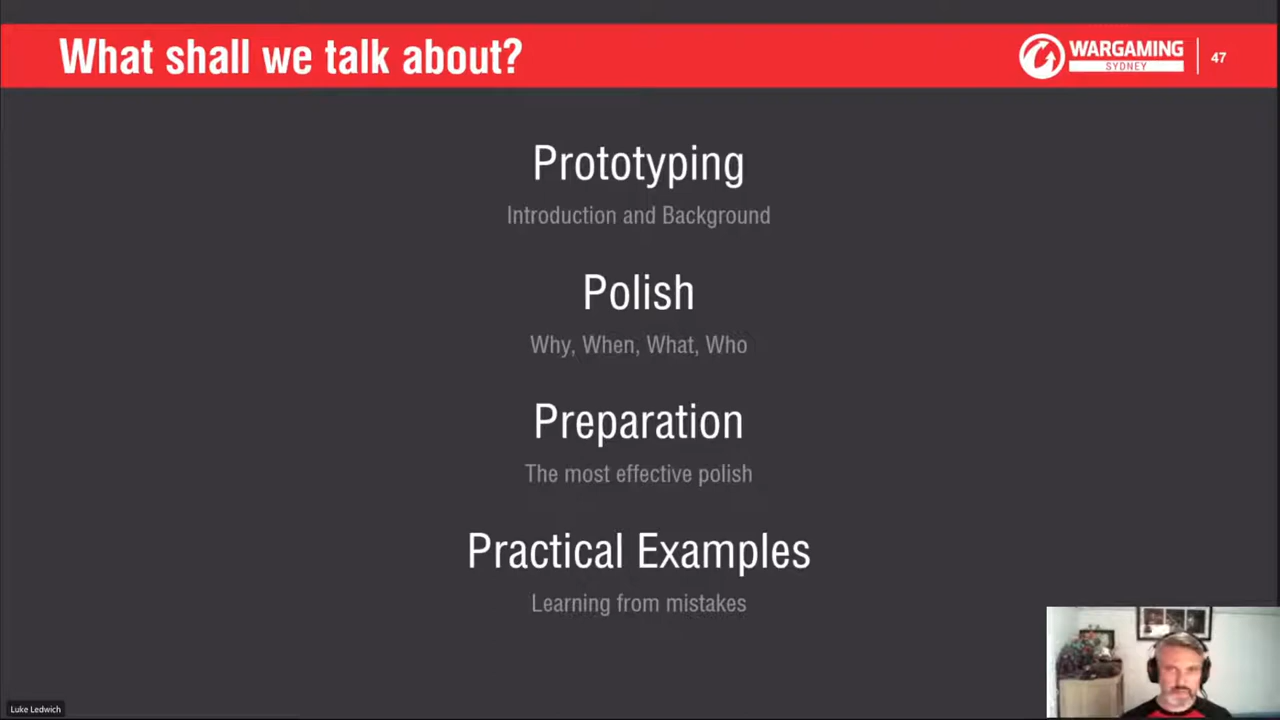 What shall we talk about?
WARGAMING
SYDNEY
47
Prototyping
Introduction and Background
Polish
Why, When, What, Who
Preparation
The most effective polish
Practical Examples
Learning from mistakes
Luke Ledwich